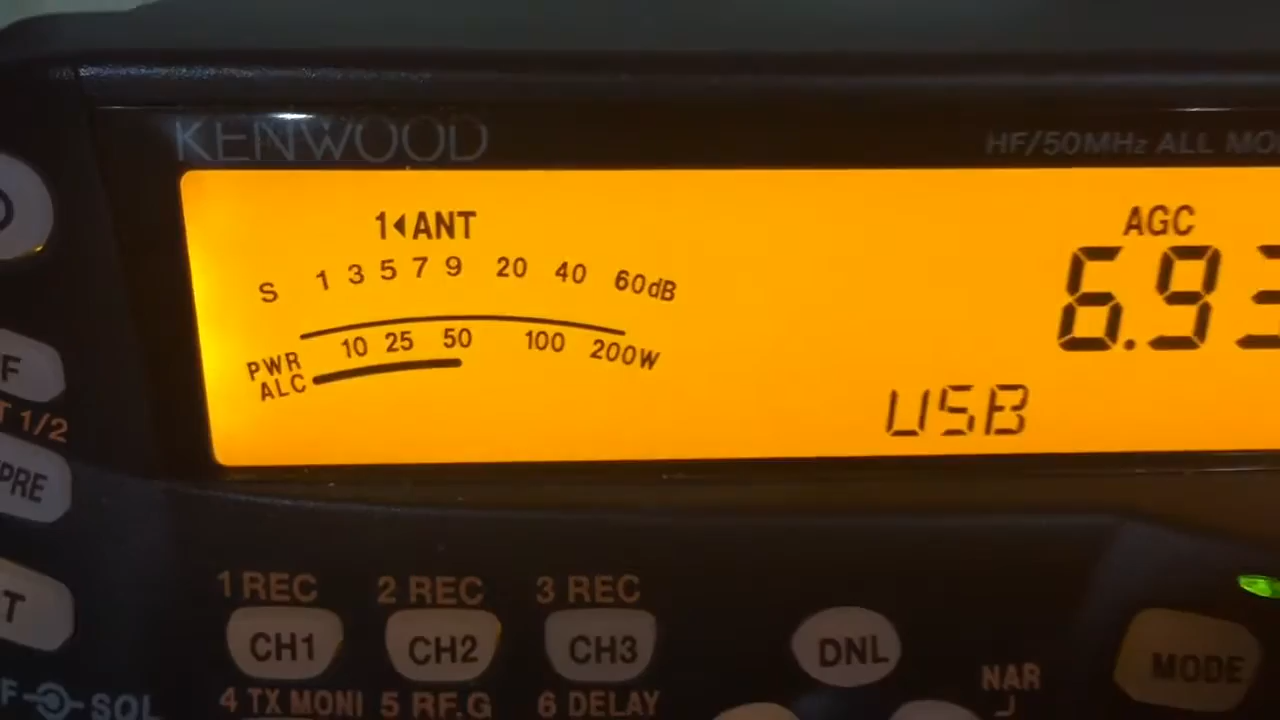 KENWOOD
HF/50MHz ALL MO
1◀ANT
AGC
S 1 3 5 7 9 20 40 60dB
6.93
PWR 10 25 50 100 200W
ALC
USB
F
T 1/2
PRE
T
1 REC 2 REC 3 REC
CH1 CH2 CH3 DNL MODE
NAR
4 TX MONI 5 RF.G 6 DELAY
F SQL